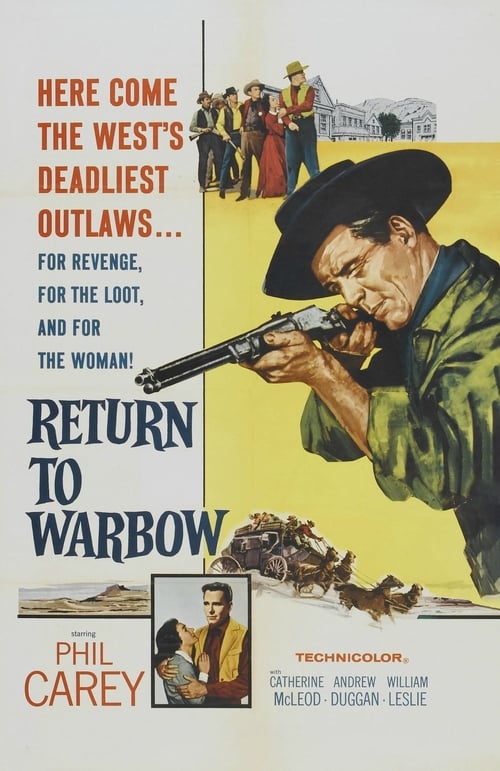 HERE COME
THE WEST'S
DEADLIEST
OUTLAWS...
FOR REVENGE,
FOR THE LOOT,
AND FOR
THE WOMAN!
RETURN
TO
WARBOW
starring
PHIL
CAREY
TECHNICOLOR®
with
CATHERINE ANDREW WILLIAM
McLEOD · DUGGAN · LESLIE